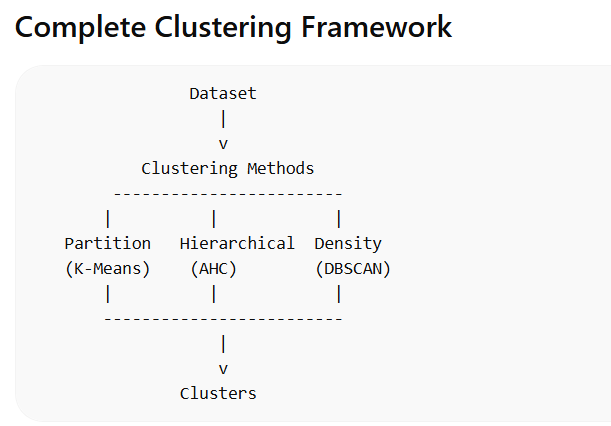 Complete Clustering Framework
Dataset
|
v
Clustering Methods
------------------------
| | |
Partition Hierarchical Density
(K-Means) (AHC) (DBSCAN)
| | |
-------------------------
|
v
Clusters